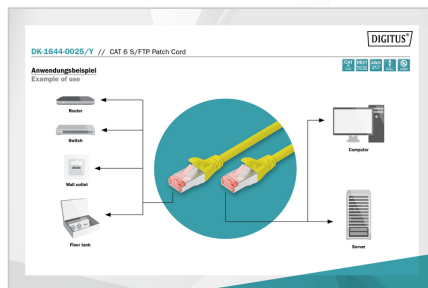 DIGITUS®
DK-1644-0025/Y // CAT 6 S/FTP Patch Cord
Anwendungsbeispiel
Example of use
Router
Switch
Wall outlet
Floor tank
Computer
Server